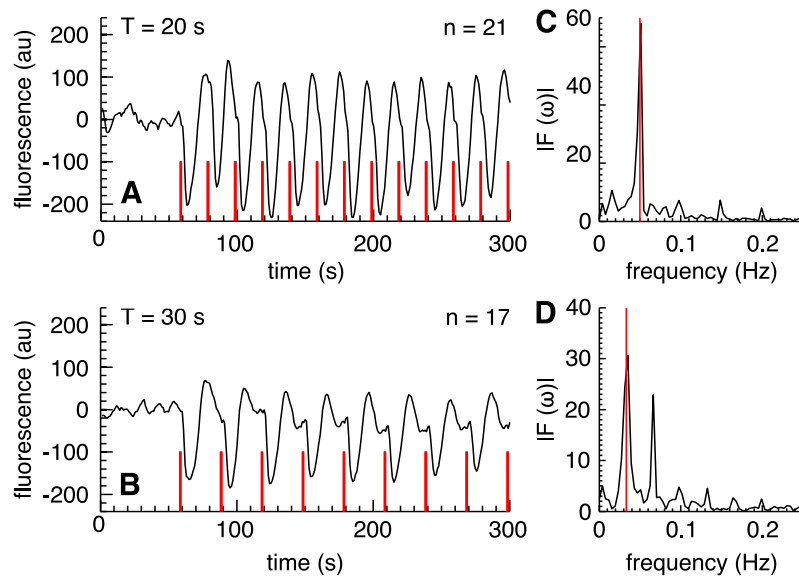 T = 20 s
n = 21
fluorescence (au)
200
100
0
-100
-200
A
0
100
200
300
time (s)
C
|F (ω)|
60
40
20
0
0
0.1
0.2
frequency (Hz)
T = 30 s
n = 17
fluorescence (au)
200
100
0
-100
-200
B
0
100
200
300
time (s)
D
|F (ω)|
40
30
20
10
0
0
0.1
0.2
frequency (Hz)